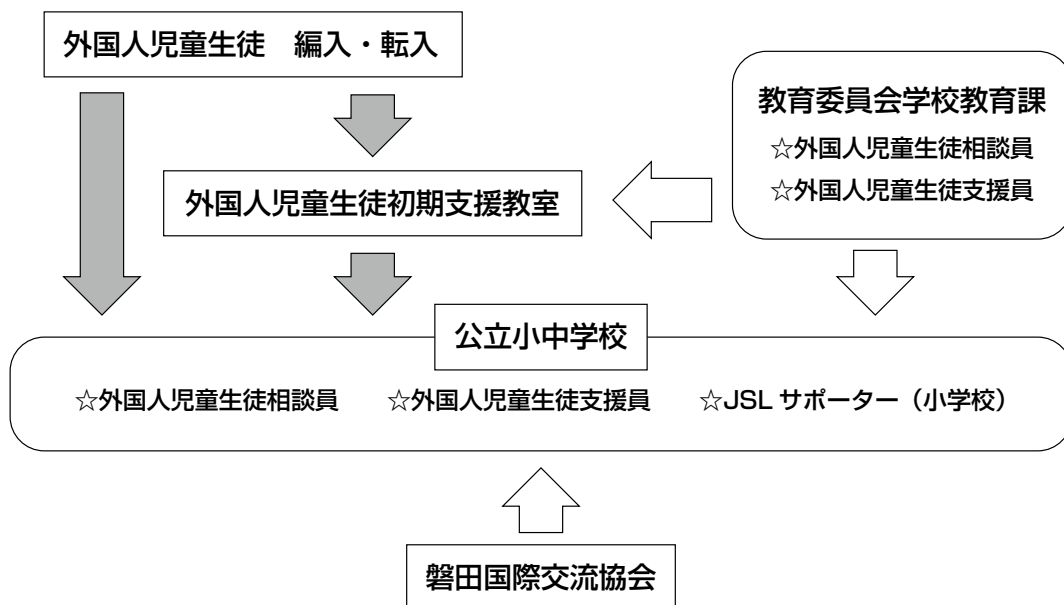 外国人児童生徒　編入・転入
教育委員会学校教育課
☆外国人児童生徒相談員
☆外国人児童生徒支援員
外国人児童生徒初期支援教室
公立小中学校
☆外国人児童生徒相談員　☆外国人児童生徒支援員　☆JSL サポーター（小学校）
磐田国際交流協会